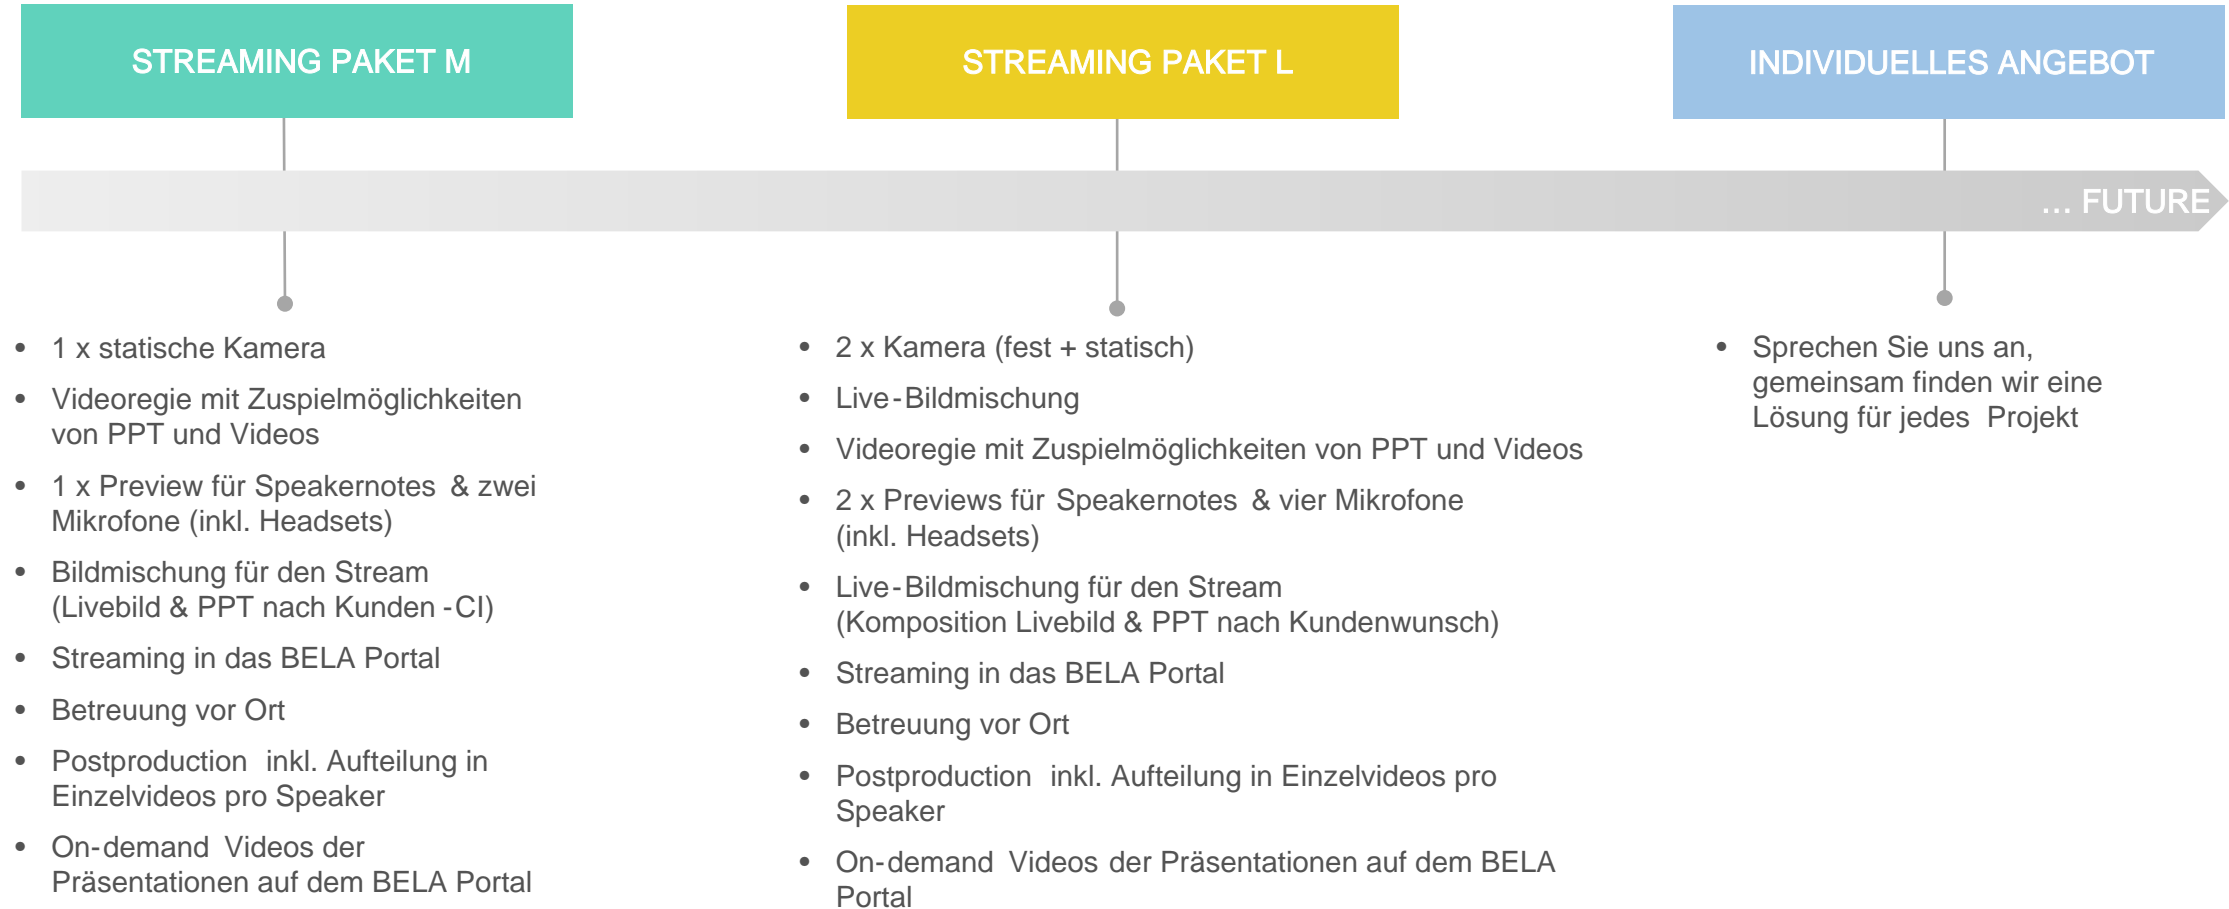 STREAMING PAKET M
STREAMING PAKET L
INDIVIDUELLES ANGEBOT
... FUTURE
• 1 x statische Kamera
• Videoregie mit Zuspielmöglichkeiten
von PPT und Videos
• 1 x Preview für Speakernotes & zwei
Mikrofone (inkl. Headsets)
• Bildmischung für den Stream
(Livebild & PPT nach Kunden-CI)
• Streaming in das BELA Portal
• Betreuung vor Ort
• Postproduction inkl. Aufteilung in
Einzelvideos pro Speaker
• On-demand Videos der
Präsentationen auf dem BELA Portal
• 2 x Kamera (fest + statisch)
• Live-Bildmischung
• Videoregie mit Zuspielmöglichkeiten von PPT und Videos
• 2 x Previews für Speakernotes & vier Mikrofone
(inkl. Headsets)
• Live-Bildmischung für den Stream
(Komposition Livebild & PPT nach Kundenwunsch)
• Streaming in das BELA Portal
• Betreuung vor Ort
• Postproduction inkl. Aufteilung in Einzelvideos pro
Speaker
• On-demand Videos der Präsentationen auf dem BELA
Portal
• Sprechen Sie uns an,
gemeinsam finden wir eine
Lösung für jedes Projekt